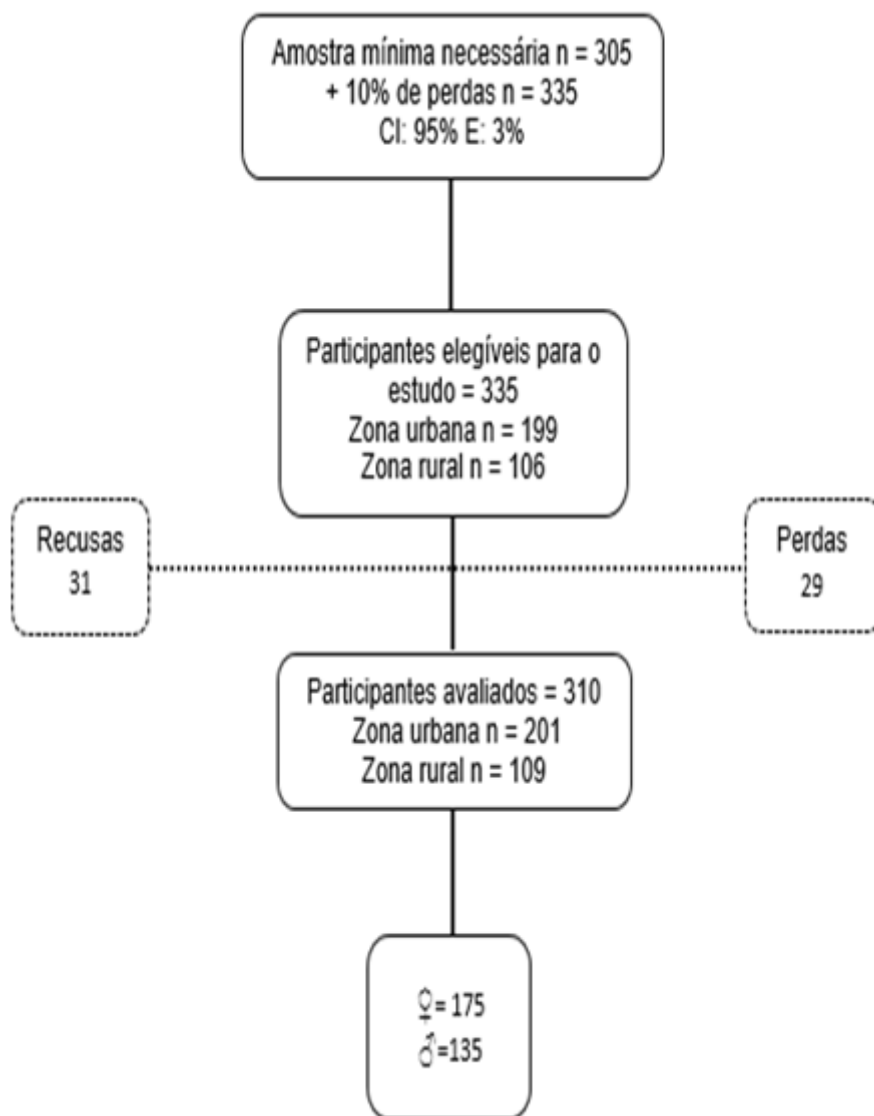 Amostra mínima necessária n = 305
+ 10% de perdas n = 335
CI: 95% E: 3%
Participantes elegíveis para o
estudo = 335
Zona urbana n = 199
Zona rural n = 106
Recusas
31
Perdas
29
Participantes avaliados = 310
Zona urbana n = 201
Zona rural n = 109
♀= 175
♂=135